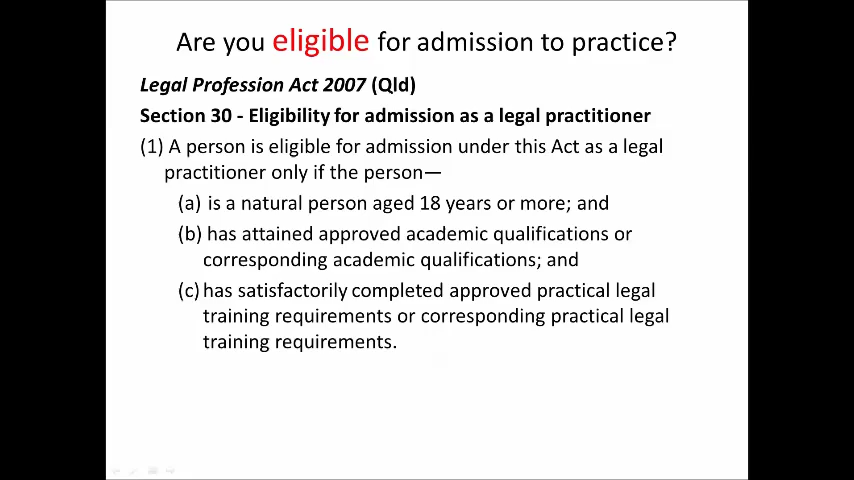 Are you eligible for admission to practice?
Legal Profession Act 2007 (Qld)
Section 30 - Eligibility for admission as a legal practitioner
(1) A person is eligible for admission under this Act as a legal
practitioner only if the person—
(a) is a natural person aged 18 years or more; and
(b) has attained approved academic qualifications or
corresponding academic qualifications; and
(c) has satisfactorily completed approved practical legal
training requirements or corresponding practical legal
training requirements.